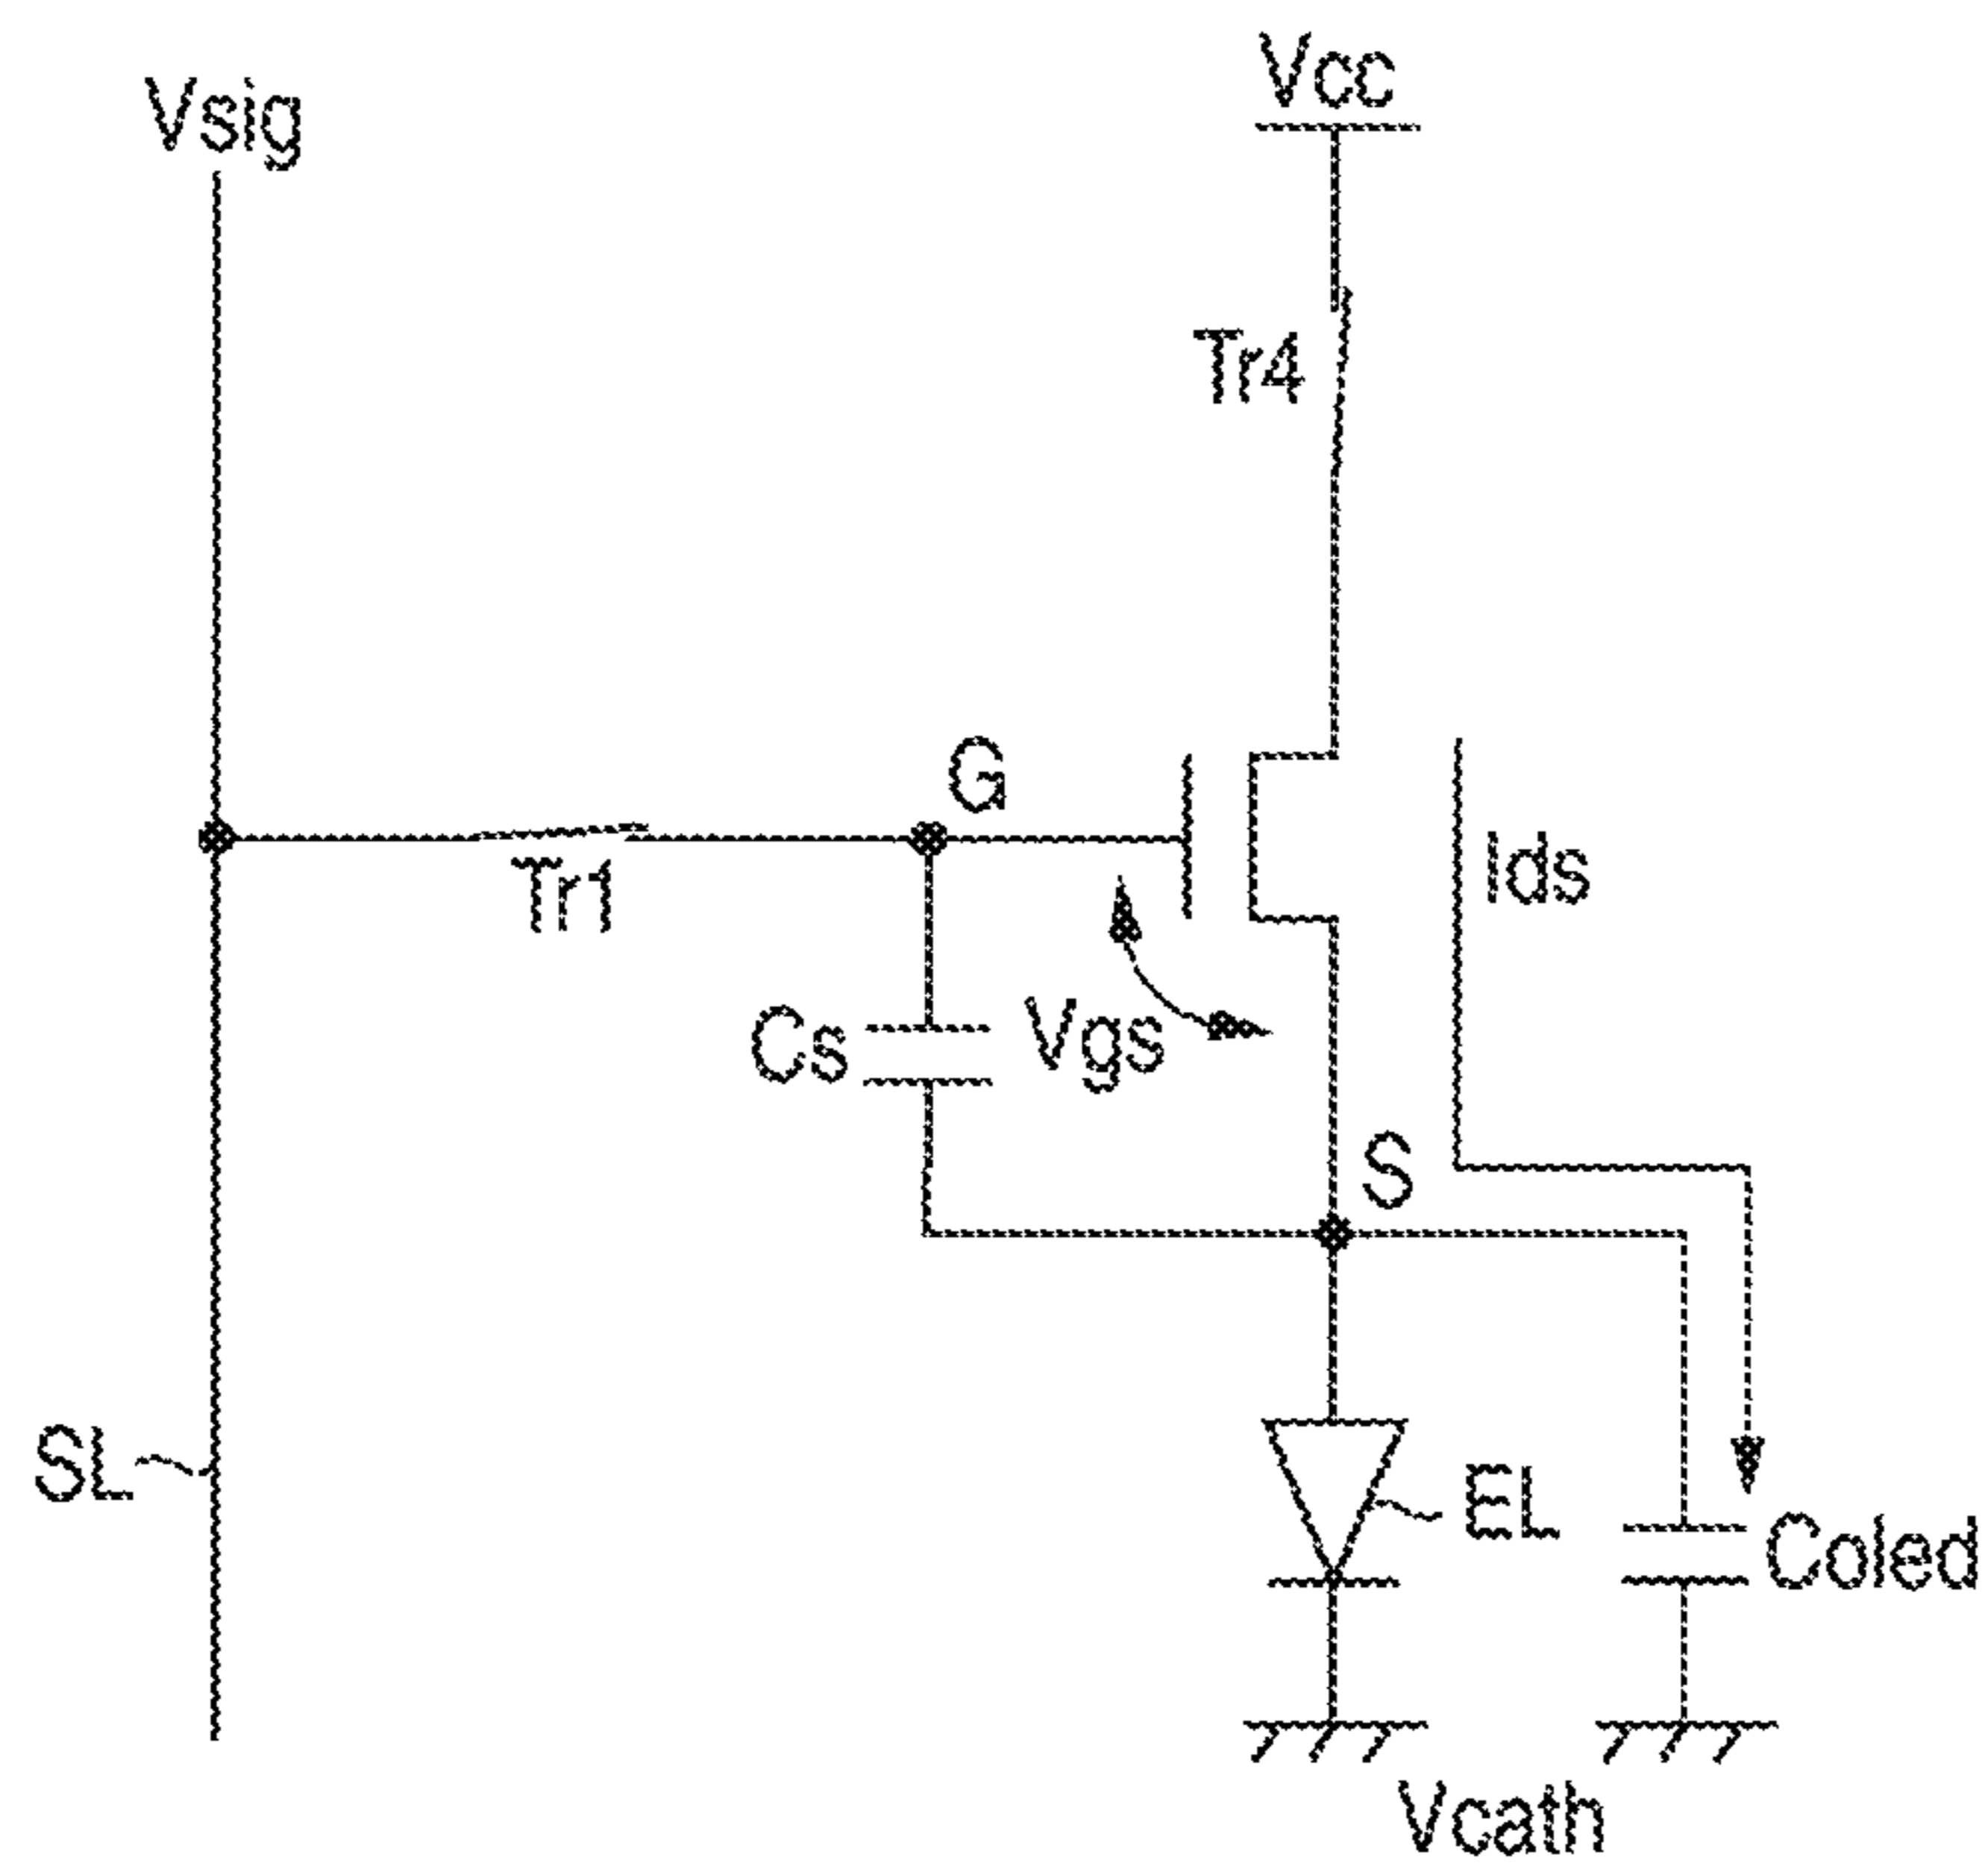 Vsig
Vcc
Tr4
G
Tr1
Ids
Cs
Vgs
S
SL
EL
Coled
Vcath